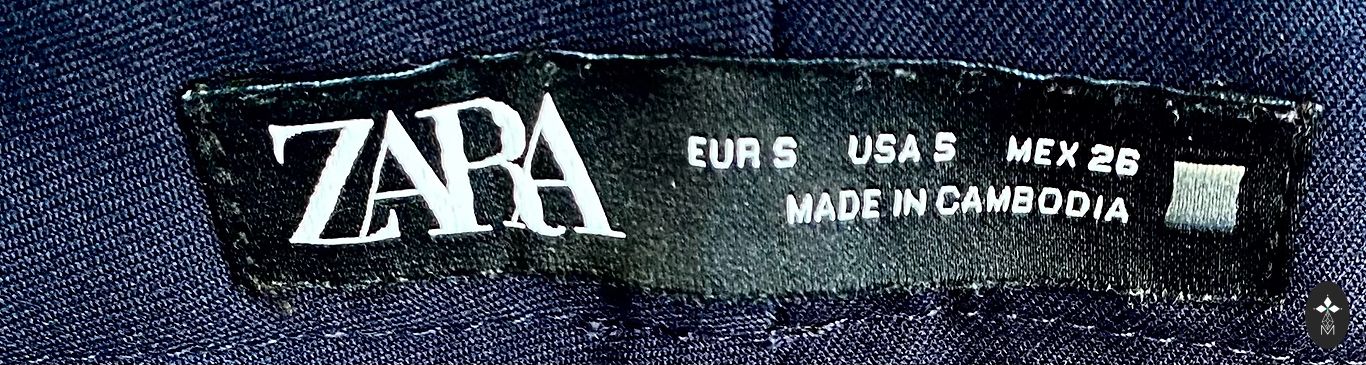 ZARA
EUR S USA S MEX 26
MADE IN CAMBODIA
M